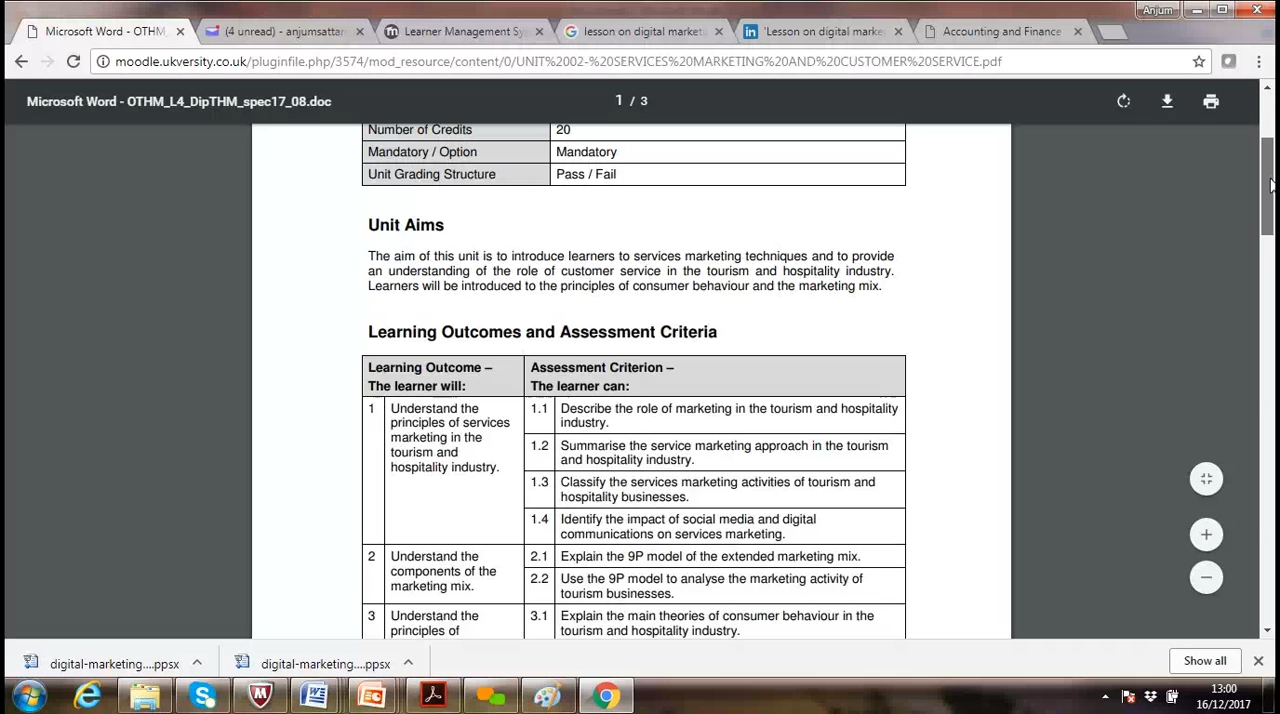 Anjum
Microsoft Word - OTHM_
(4 unread) - anjumsattar
Learner Management Sy
lesson on digital marketi
'Lesson on digital marke
Accounting and Finance
moodle.ukversity.co.uk/pluginfile.php/3574/mod_resource/content/0/UNIT%2002-%20SERVICES%20MARKETING%20AND%20CUSTOMER%20SERVICE.pdf
Microsoft Word - OTHM_L4_DipTHM_spec17_08.doc
1 / 3
Number of Credits 20
Mandatory / Option Mandatory
Unit Grading Structure Pass / Fail
Unit Aims
The aim of this unit is to introduce learners to services marketing techniques and to provide
an understanding of the role of customer service in the tourism and hospitality industry.
Learners will be introduced to the principles of consumer behaviour and the marketing mix.
Learning Outcomes and Assessment Criteria
Learning Outcome –
The learner will:
Assessment Criterion –
The learner can:
1 Understand the
principles of services
marketing in the
tourism and
hospitality industry.
1.1 Describe the role of marketing in the tourism and hospitality
industry.
1.2 Summarise the service marketing approach in the tourism
and hospitality industry.
1.3 Classify the services marketing activities of tourism and
hospitality businesses.
1.4 Identify the impact of social media and digital
communications on services marketing.
2 Understand the
components of the
marketing mix.
2.1 Explain the 9P model of the extended marketing mix.
2.2 Use the 9P model to analyse the marketing activity of
tourism businesses.
3 Understand the
principles of
3.1 Explain the main theories of consumer behaviour in the
tourism and hospitality industry.
digital-marketing....ppsx
digital-marketing....ppsx
Show all
13:00
16/12/2017